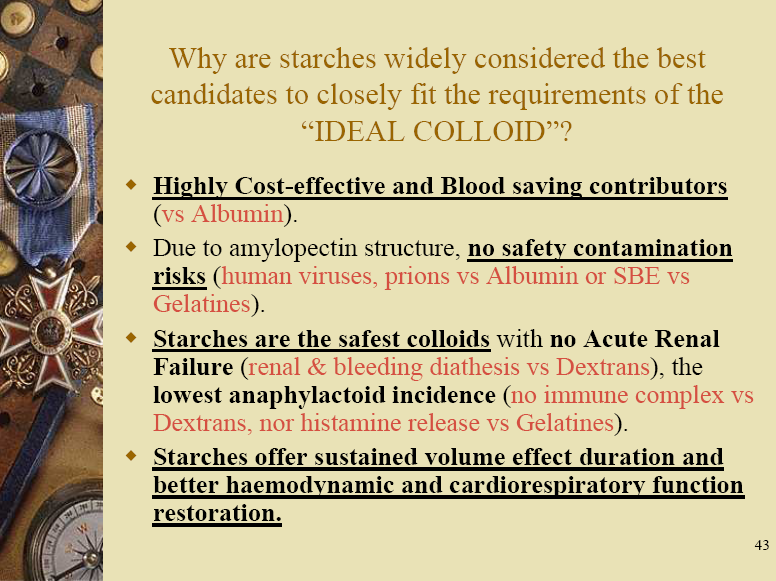 Why are starches widely considered the best
candidates to closely fit the requirements of the
“IDEAL COLLOID”?
Highly Cost-effective and Blood saving contributors
(vs Albumin).
Due to amylopectin structure, no safety contamination
risks (human viruses, prions vs Albumin or SBE vs
Gelatines).
Starches are the safest colloids with no Acute Renal
Failure (renal & bleeding diathesis vs Dextrans), the
lowest anaphylactoid incidence (no immune complex vs
Dextrans, nor histamine release vs Gelatines).
Starches offer sustained volume effect duration and
better haemodynamic and cardiorespiratory function
restoration.
43